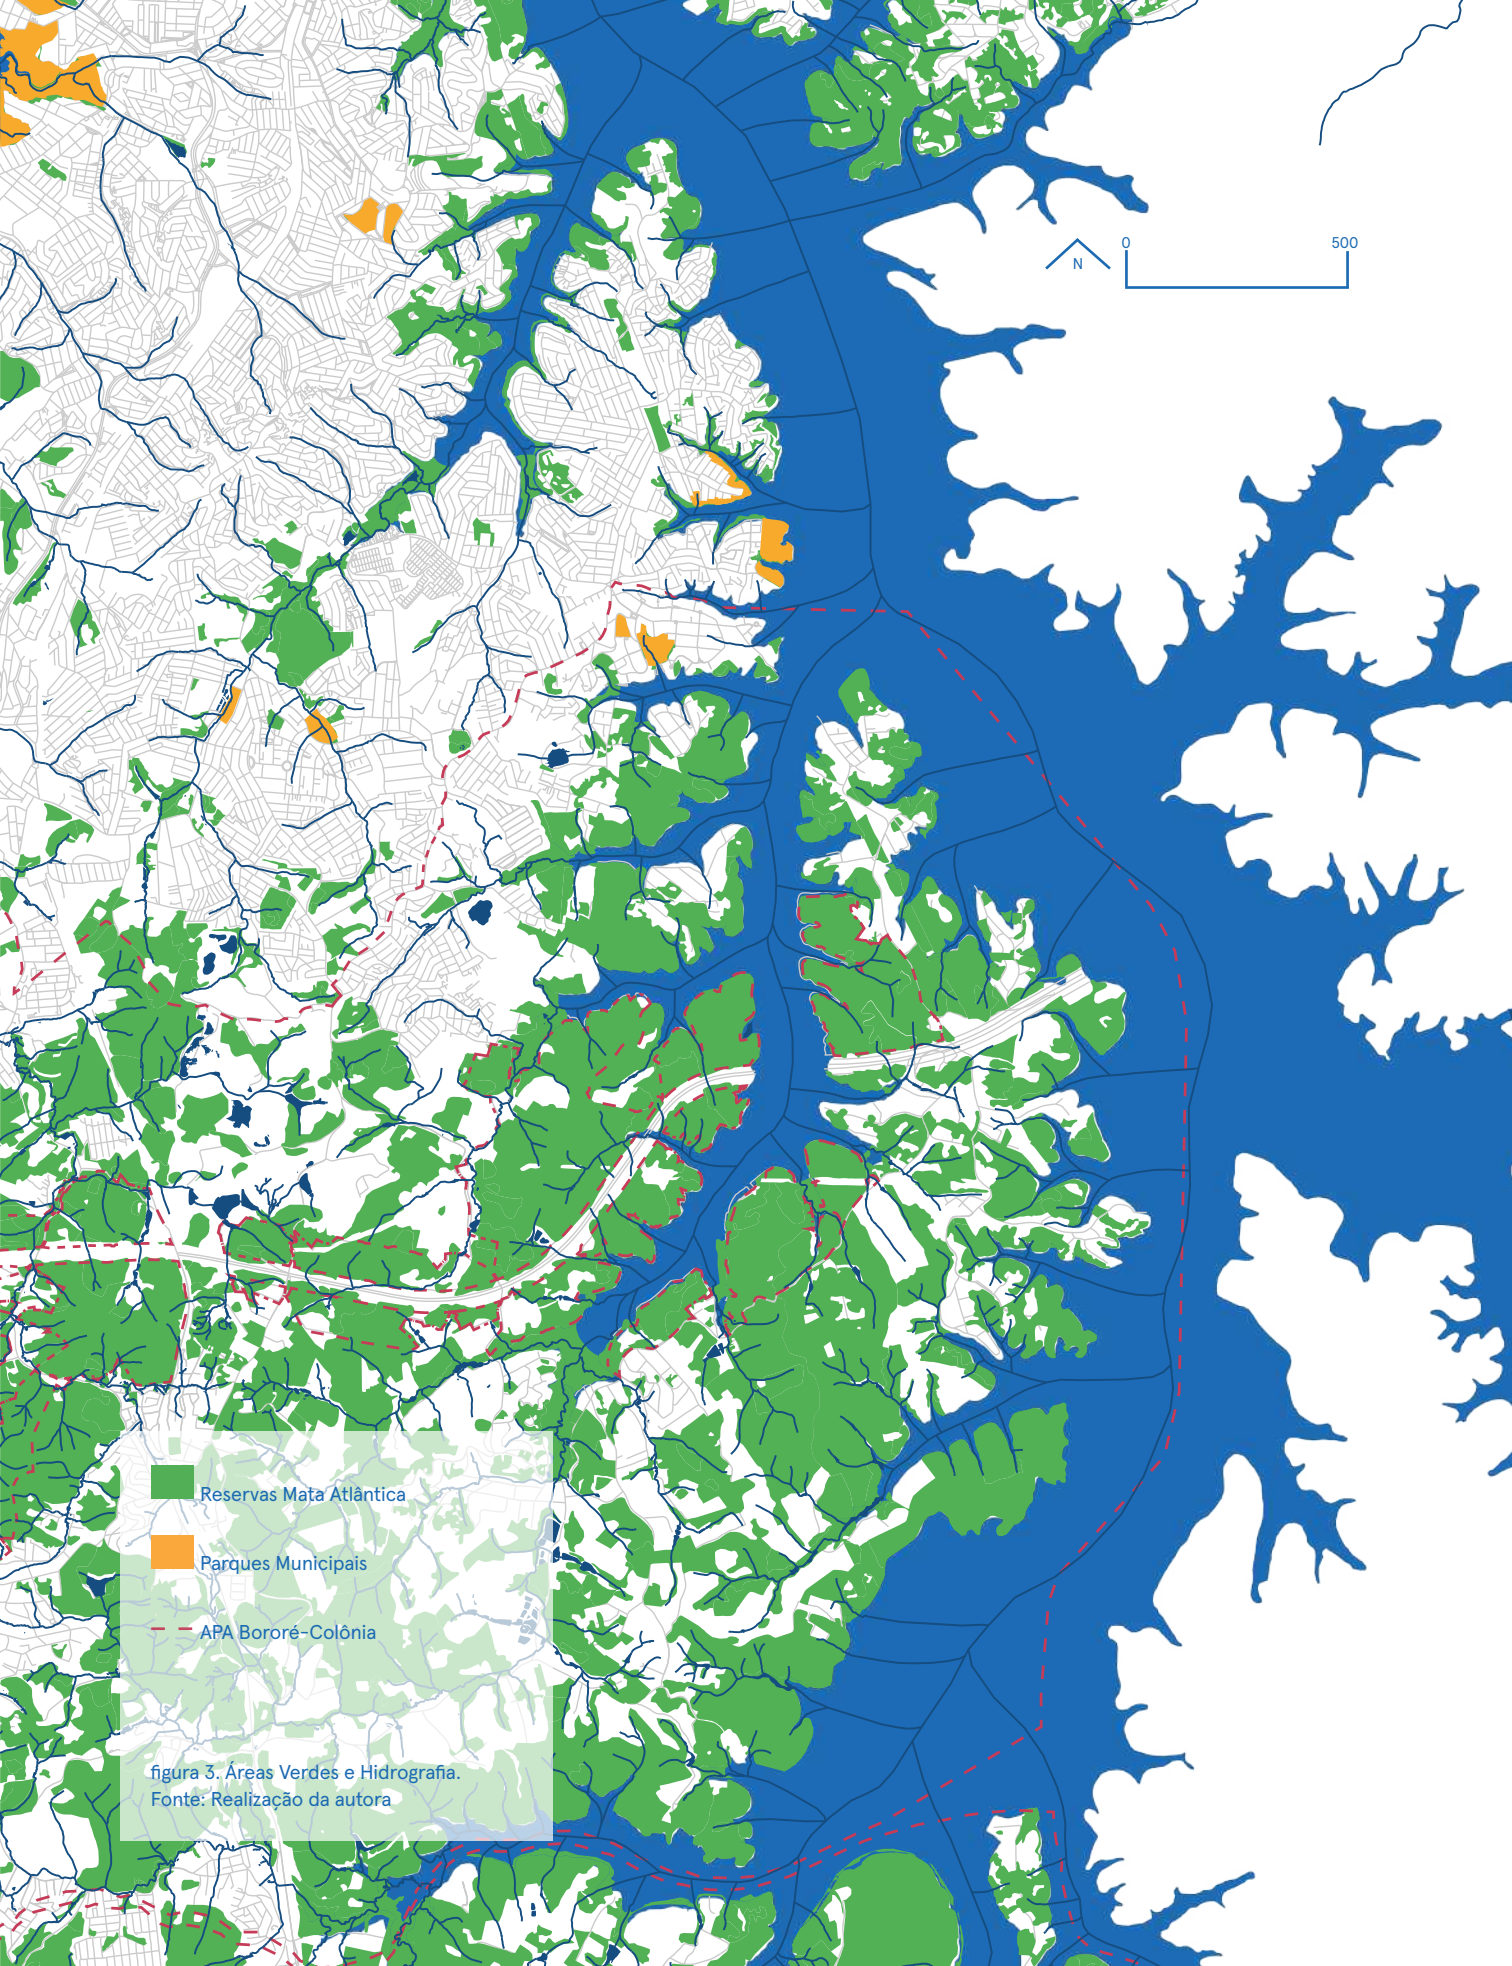 0 500
N
Reservas Mata Atlântica
Parques Municipais
APA Bororé-Colônia
figura 3. Áreas Verdes e Hidrografia.
Fonte: Realização da autora